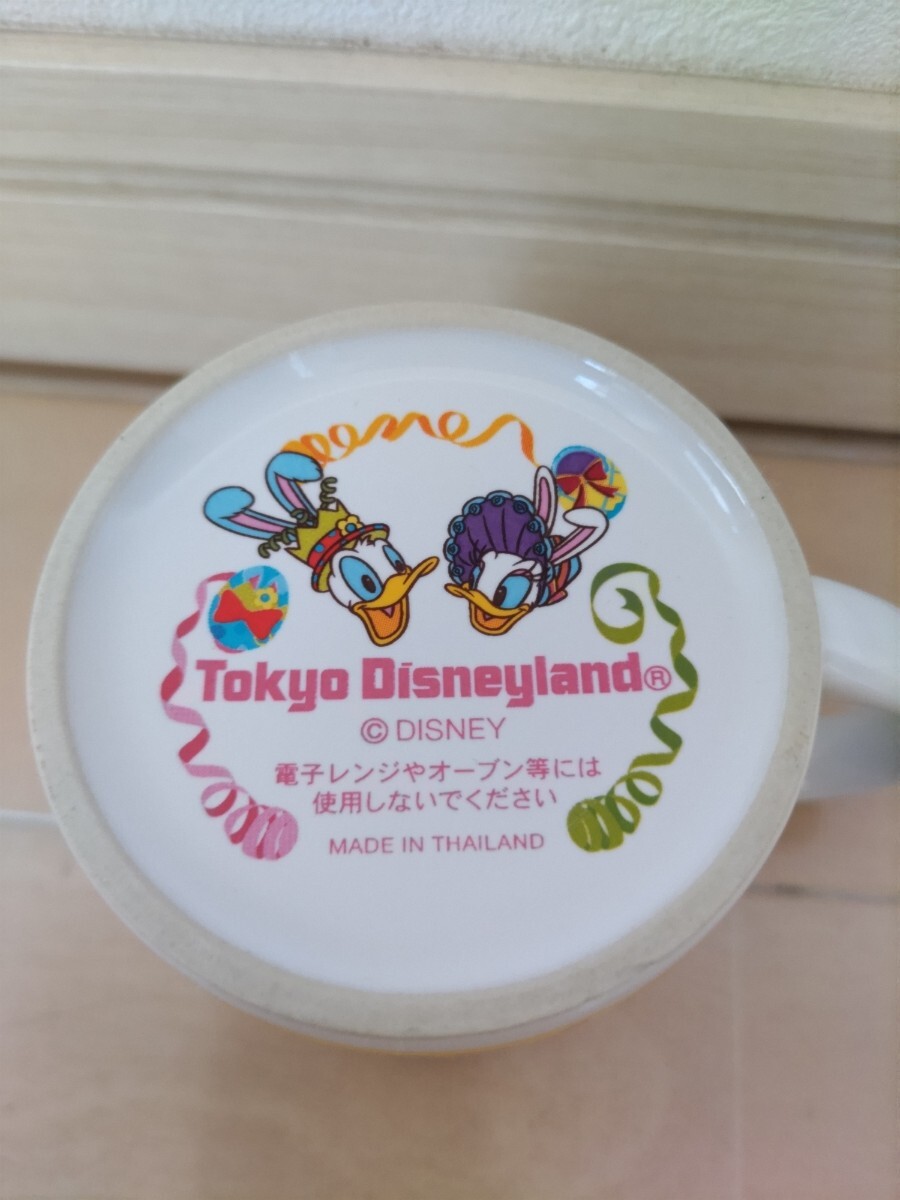 Tokyo Disneyland®
© DISNEY
電子レンジやオーブン等には
使用しないでください
MADE IN THAILAND